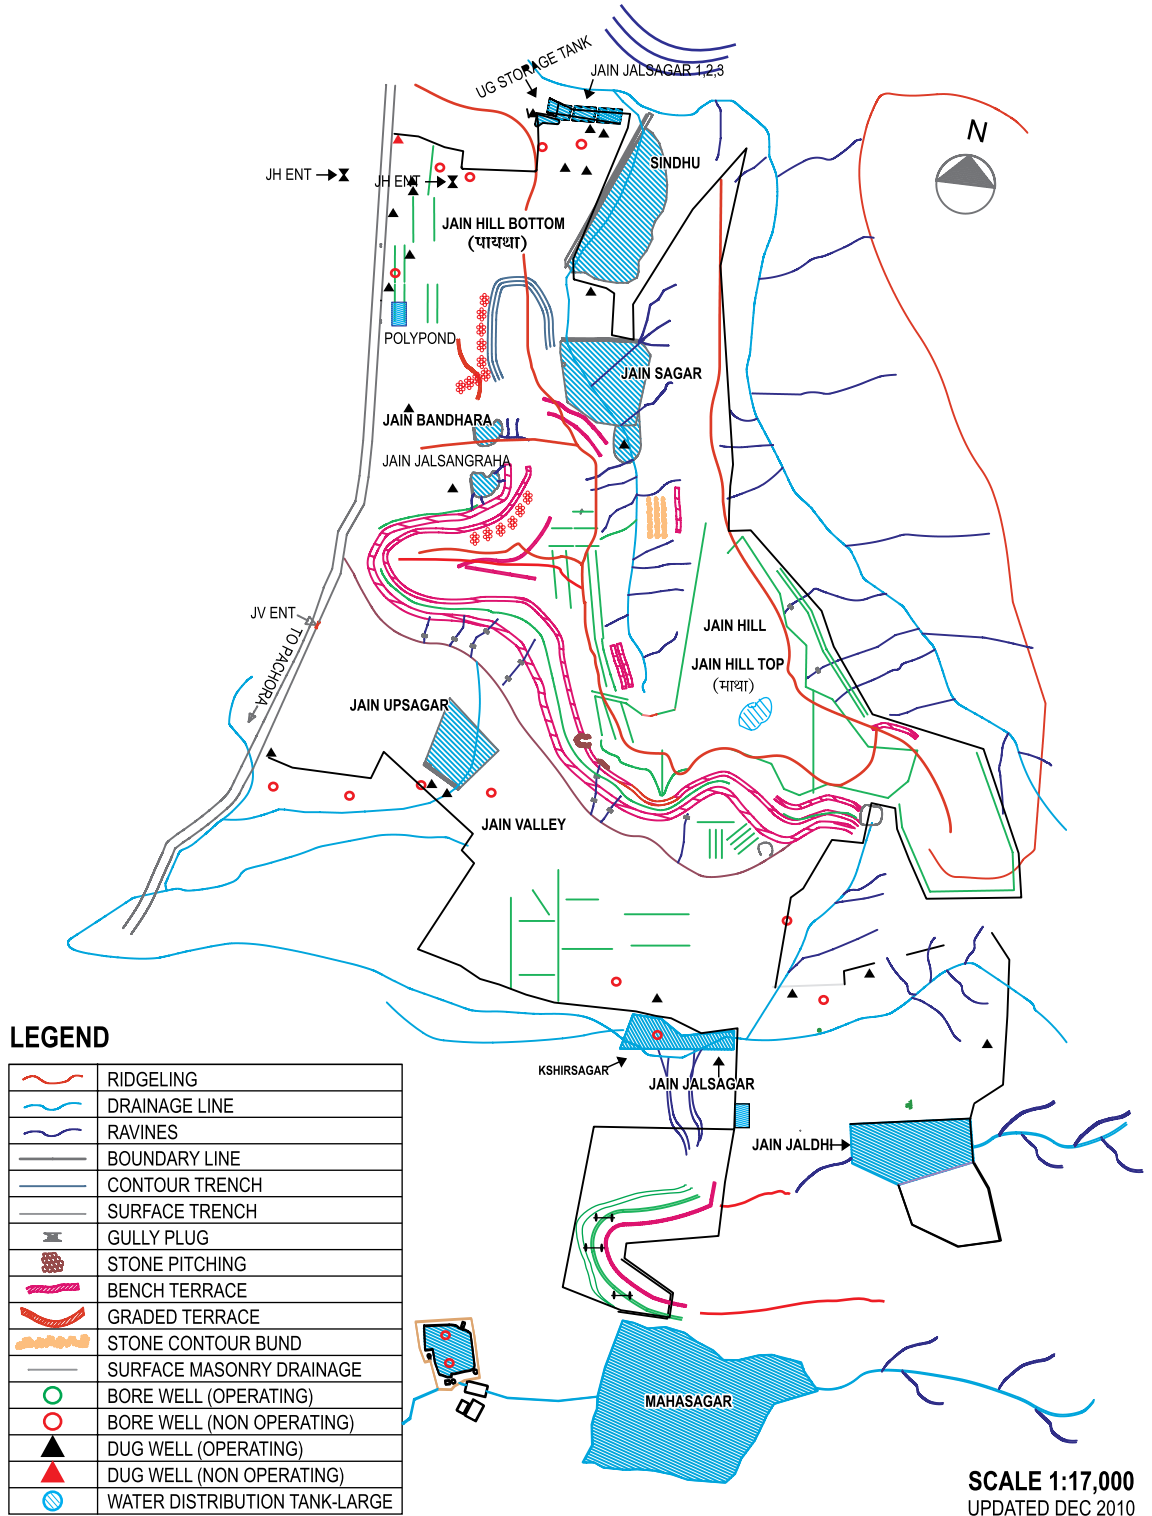 UG STORAGE TANK
JAIN JALSAGAR 1,2,3
N
SINDHU
JH ENT
JH ENT
JAIN HILL BOTTOM
(पायथा)
POLYPOND
JAIN SAGAR
JAIN BANDHARA
JAIN JALSANGRAHA
JV ENT
TO PACHORA
JAIN HILL
JAIN HILL TOP
(माथा)
JAIN UPSAGAR
JAIN VALLEY
KSHIRSAGAR
JAIN JALSAGAR
JAIN JALDHI
MAHASAGAR
LEGEND
RIDGELING
DRAINAGE LINE
RAVINES
BOUNDARY LINE
CONTOUR TRENCH
SURFACE TRENCH
GULLY PLUG
STONE PITCHING
BENCH TERRACE
GRADED TERRACE
STONE CONTOUR BUND
SURFACE MASONRY DRAINAGE
BORE WELL (OPERATING)
BORE WELL (NON OPERATING)
DUG WELL (OPERATING)
DUG WELL (NON OPERATING)
WATER DISTRIBUTION TANK-LARGE
SCALE 1:17,000
UPDATED DEC 2010